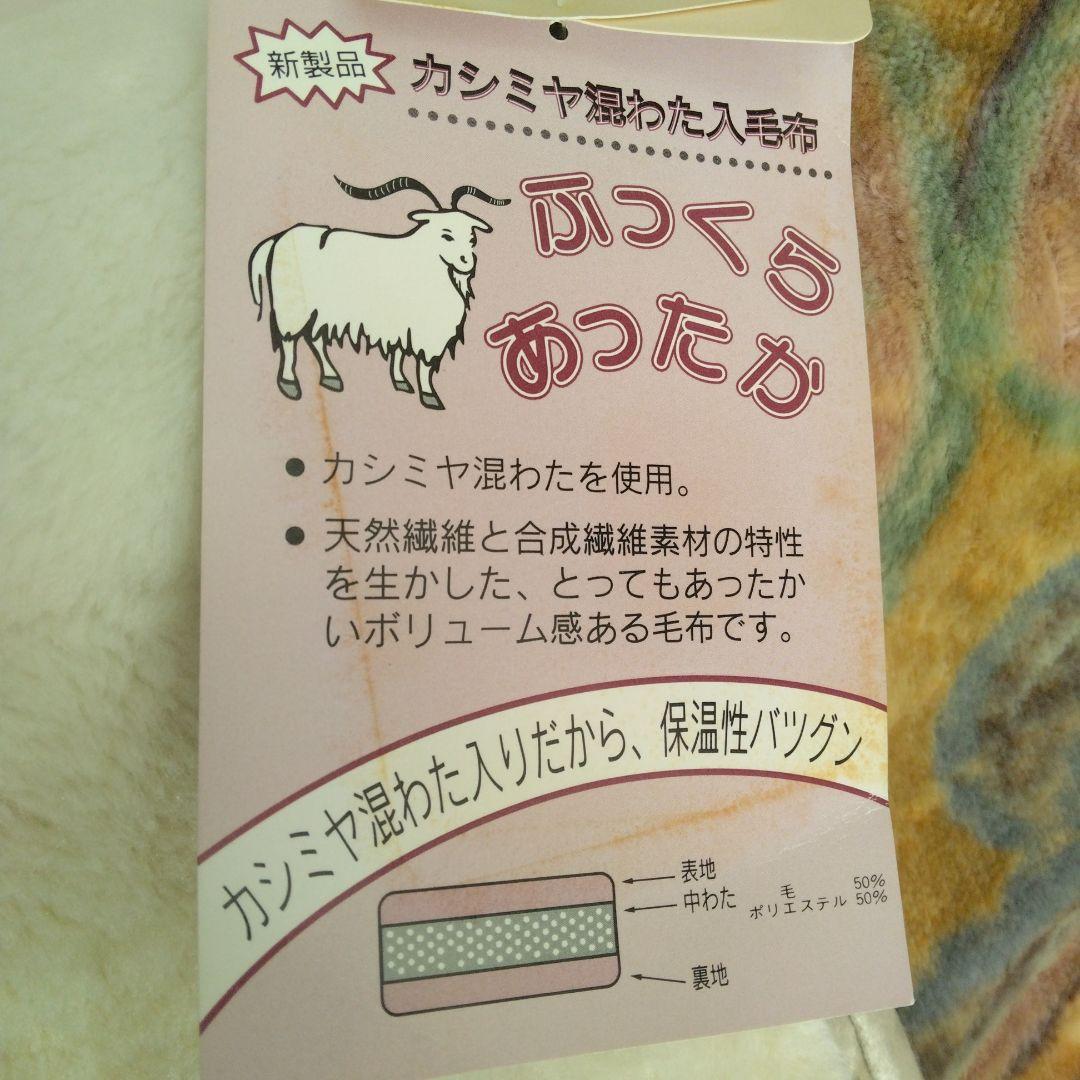 新製品
カシミヤ混わた入毛布
ふっくら
あったか
● カシミヤ混わたを使用。
● 天然繊維と合成繊維素材の特性
を生かした、とってもあったか
いボリューム感ある毛布です。
カシミヤ混わた入りだから、保温性バツグン
表地
中わた 毛 50%
ポリエステル 50%
裏地